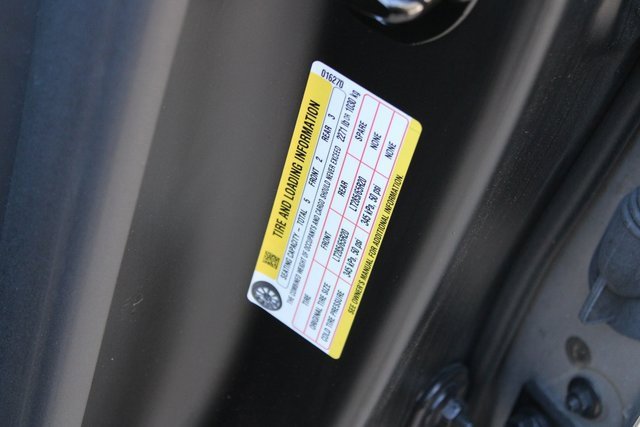 016270
TIRE AND LOADING INFORMATION
SEATING CAPACITY - TOTAL 5 FRONT 2 REAR 3
THE COMBINED WEIGHT OF OCCUPANTS AND CARGO SHOULD NEVER EXCEED 2271 lb OR 1030 kg
TIRE FRONT REAR SPARE
ORIGINAL TIRE SIZE LT285/65R20 LT285/65R20 NONE
COLD TIRE PRESSURE 345 kPa, 50 psi 345 kPa, 50 psi NONE
SEE OWNER'S MANUAL FOR ADDITIONAL INFORMATION.